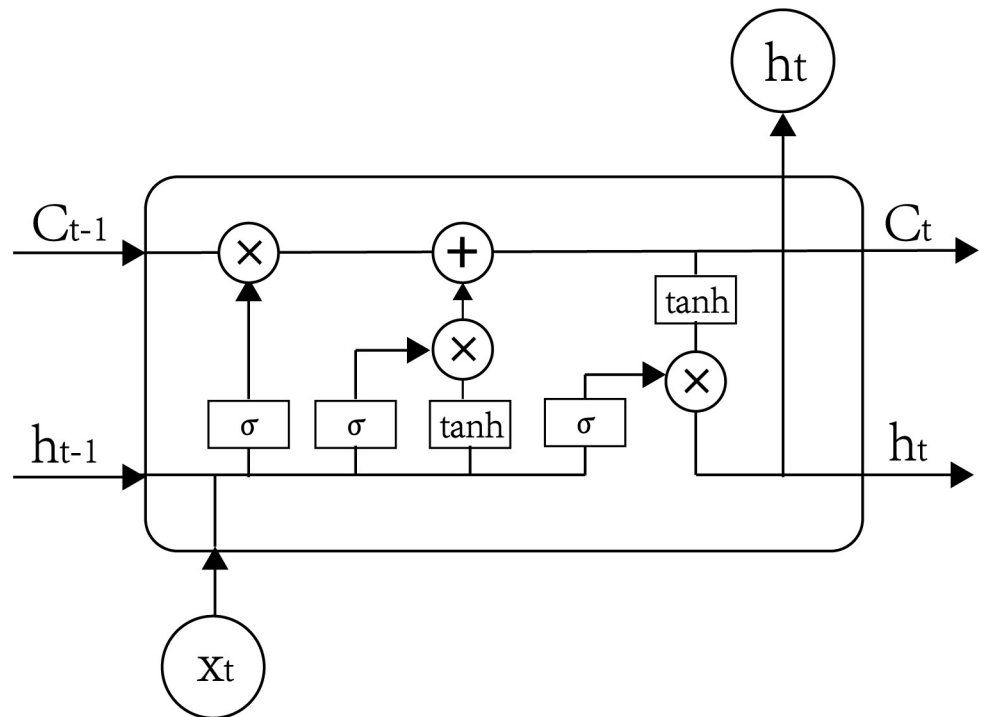 ht
Ct-1
×
+
Ct
tanh
×
×
σ
σ
tanh
σ
ht-1
ht
xt